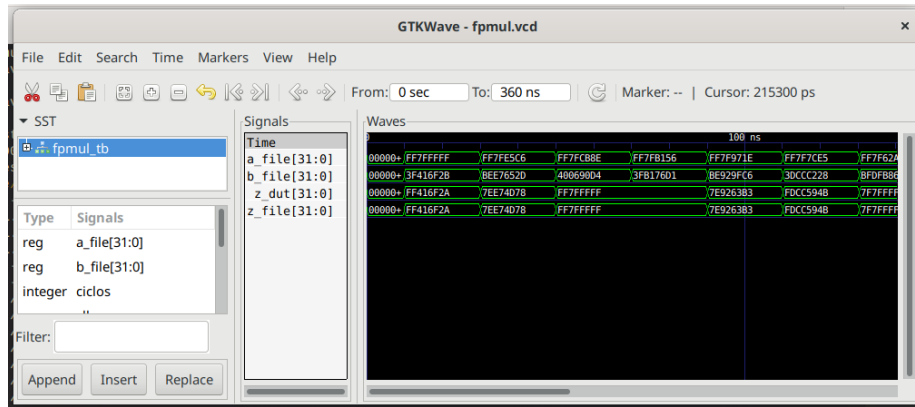 GTKWave - fpmul.vcd ×
File Edit Search Time Markers View Help
From: 0 sec To: 360 ns Marker: -- | Cursor: 215300 ps
SST
fpmul_tb
Type Signals
reg a_file[31:0]
reg b_file[31:0]
integer ciclos
Filter:
Append Insert Replace
Signals
Time
a_file[31:0]
b_file[31:0]
z_dut[31:0]
z_file[31:0]
Waves
100 ns
00000+ FF7FFFFF FF7FE5C6 FF7FCB8E FF7FB156 FF7F971E FF7F7CE5 FF7F62A
00000+ 3F416F2B BEE7652D 400690D4 3FB176D1 BE929FC6 3DCCC228 BFDFB86
00000+ FF416F2A 7EE74D78 FF7FFFFF 7E9263B3 FDCC594B 7F7FFFF
00000+ FF416F2A 7EE74D78 FF7FFFFF 7E9263B3 FDCC594B 7F7FFFF